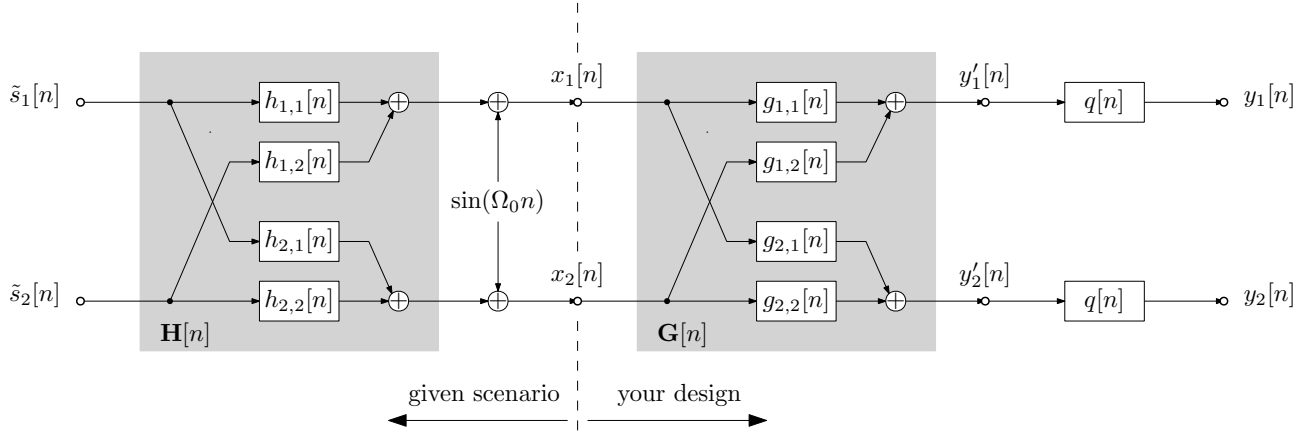 x̃
s̃₁[n]
h₁,₁[n]
x₁[n]
g₁,₁[n]
y′₁[n]
q[n]
y₁[n]
h₁,₂[n]
g₁,₂[n]
sin(Ω₀n)
h₂,₁[n]
g₂,₁[n]
s̃₂[n]
h₂,₂[n]
x₂[n]
g₂,₂[n]
y′₂[n]
q[n]
y₂[n]
H[n]
G[n]
given scenario
your design